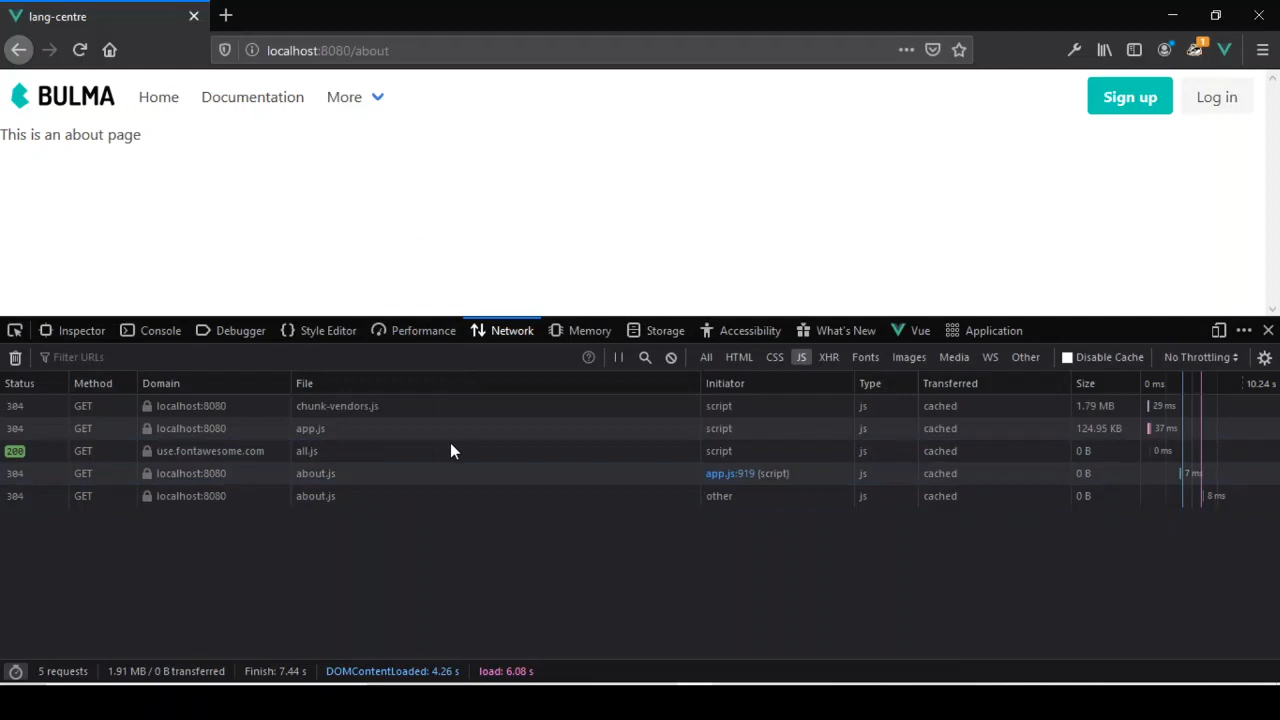 lang-centre
localhost:8080/about
1
BULMA Home Documentation More Sign up Log in
This is an about page
Inspector Console Debugger Style Editor Performance Network Memory Storage Accessibility What's New Vue Application
Filter URLs All HTML CSS JS XHR Fonts Images Media WS Other Disable Cache No Throttling
Status Method Domain File Initiator Type Transferred Size 0 ms 10.24 s
304 GET localhost:8080 chunk-vendors.js script js cached 1.79 MB 29 ms
304 GET localhost:8080 app.js script js cached 124.95 KB 37 ms
200 GET use.fontawesome.com all.js script js cached 0 B 0 ms
304 GET localhost:8080 about.js app.js:919 (script) js cached 0 B 7 ms
304 GET localhost:8080 about.js other js cached 0 B 8 ms
5 requests 1.91 MB / 0 B transferred Finish: 7.44 s DOMContentLoaded: 4.26 s load: 6.08 s